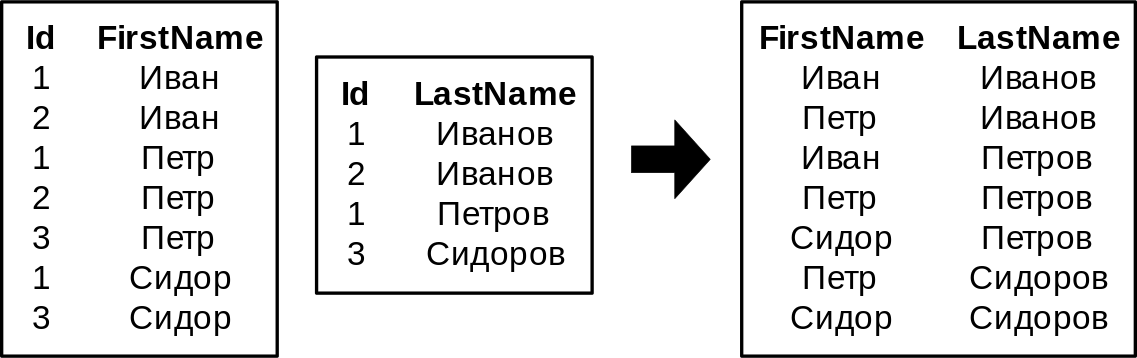 Id FirstName
1 Иван
2 Иван
1 Петр
2 Петр
3 Петр
1 Сидор
3 Сидор
Id LastName
1 Иванов
2 Иванов
1 Петров
3 Сидоров
FirstName LastName
Иван Иванов
Петр Иванов
Иван Петров
Петр Петров
Сидор Петров
Петр Сидоров
Сидор Сидоров